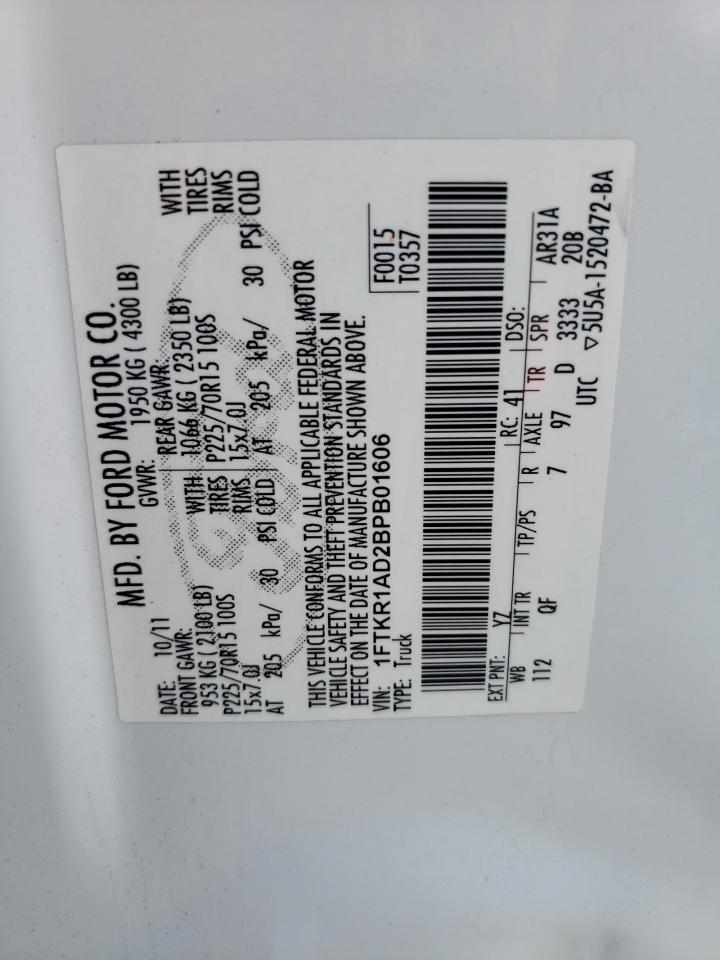 MFD. BY FORD MOTOR CO.
DATE: 10/11 GVWR: 1950 KG ( 4300 LB)
FRONT GAWR: REAR GAWR:
953 KG ( 2100 LB) WITH 1066 KG ( 2350 LB) WITH
P225/70R15 100S TIRES P225/70R15 100S TIRES
15x7.0J RIMS 15x7.0J RIMS
AT 205 kPa/ 30 PSI COLD AT 205 kPa/ 30 PSI COLD
THIS VEHICLE CONFORMS TO ALL APPLICABLE FEDERAL MOTOR
VEHICLE SAFETY AND THEFT PREVENTION STANDARDS IN
EFFECT ON THE DATE OF MANUFACTURE SHOWN ABOVE.
VIN: 1FTKR1AD2BPB01606 F0015
TYPE: Truck T0357
EXT PNT: YZ RC: 41 DSO:
WB INT TR TP/PS R AXLE TR SPR AR31A
112 QF 7 97 D 3333 20B
UTC ▽5U5A-1520472-BA